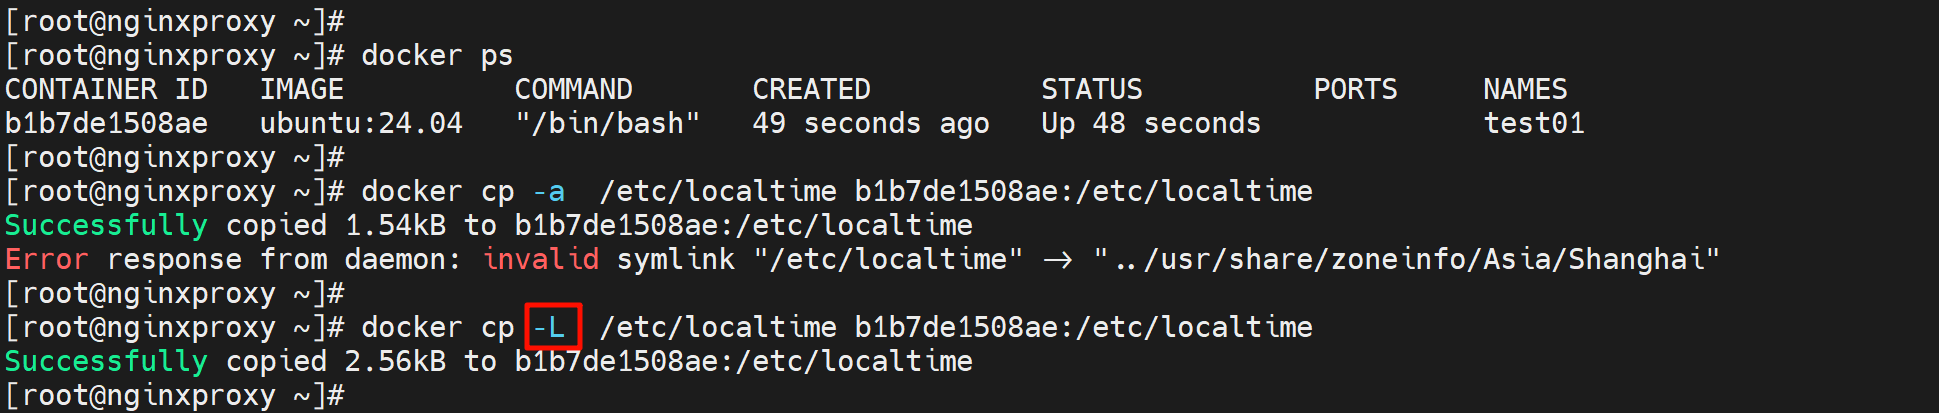 [root@nginxproxy ~]#
[root@nginxproxy ~]# docker ps
CONTAINER ID   IMAGE          COMMAND       CREATED          STATUS          PORTS     NAMES
b1b7de1508ae   ubuntu:24.04   "/bin/bash"   49 seconds ago   Up 48 seconds             test01
[root@nginxproxy ~]#
[root@nginxproxy ~]# docker cp -a  /etc/localtime b1b7de1508ae:/etc/localtime
Successfully copied 1.54kB to b1b7de1508ae:/etc/localtime
Error response from daemon: invalid symlink "/etc/localtime" -> "../usr/share/zoneinfo/Asia/Shanghai"
[root@nginxproxy ~]#
[root@nginxproxy ~]# docker cp -L  /etc/localtime b1b7de1508ae:/etc/localtime
Successfully copied 2.56kB to b1b7de1508ae:/etc/localtime
[root@nginxproxy ~]#